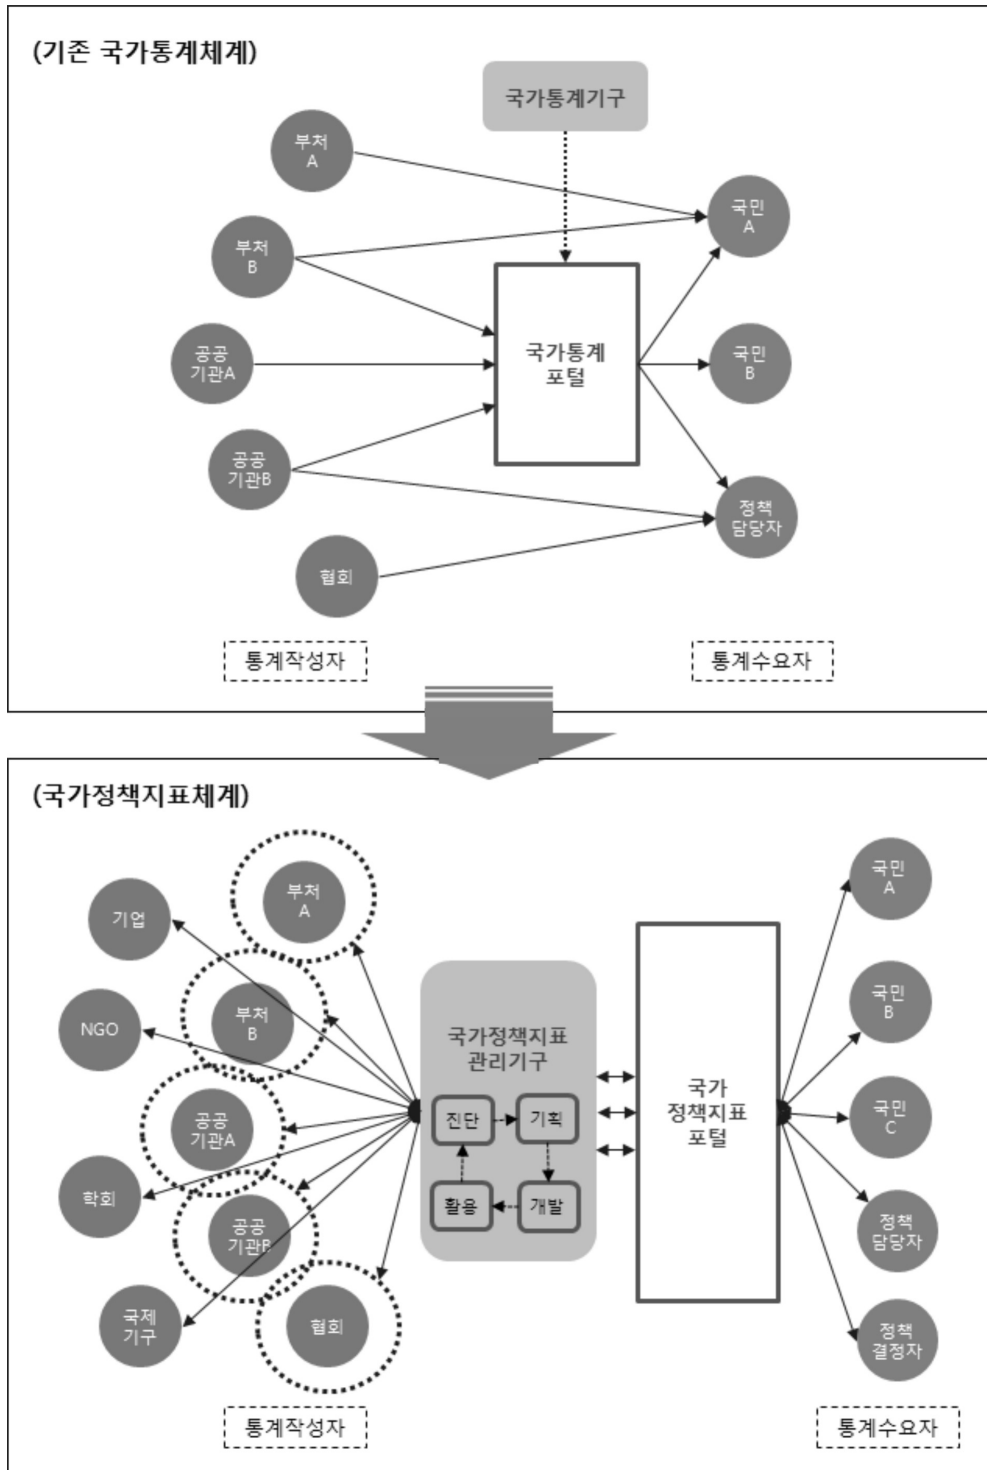 (기존 국가통계체계)
국가통계기구
부처
A
국민
A
부처
B
공공
기관A
국가통계
포털
국민
B
공공
기관B
정책
담당자
협회
통계작성자
통계수요자
(국가정책지표체계)
부처
A
기업
국민
A
부처
B
NGO
국민
B
국가정책지표
관리기구
국가
정책지표
포털
공공
기관A
진단
기획
국민
C
학회
활용
개발
공공
기관B
정책
담당자
국제
기구
협회
정책
결정자
통계작성자
통계수요자